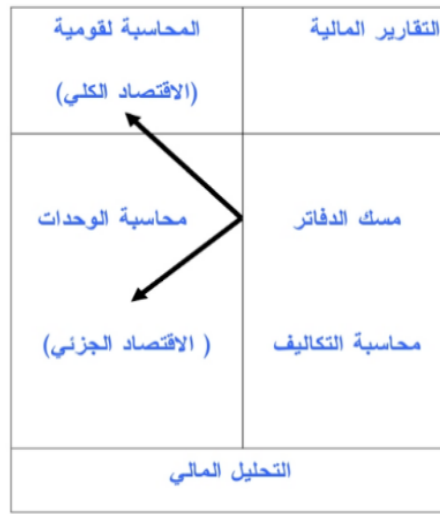 التقارير المالية
المحاسبة لقومية
(الاقتصاد الكلي)
مسك الدفاتر
محاسبة الوحدات
محاسبة التكاليف
( الاقتصاد الجزئي)
التحليل المالي